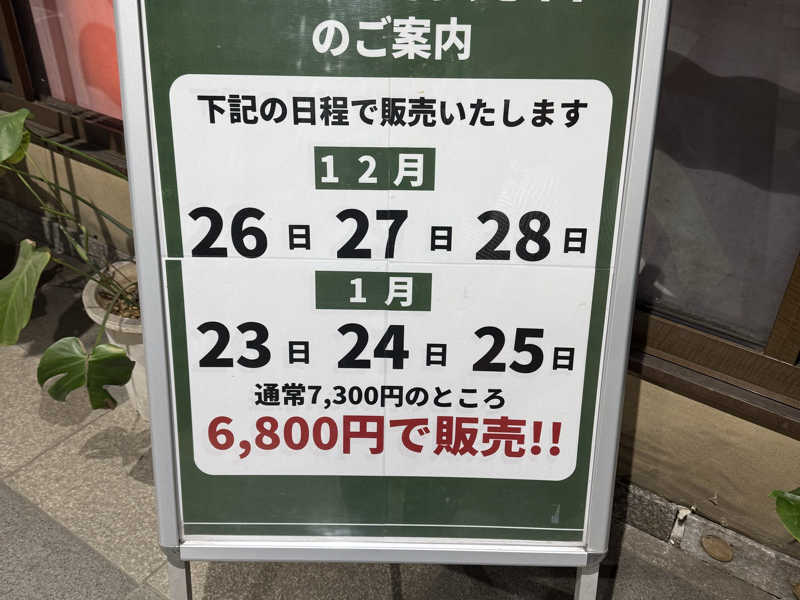 のご案内
下記の日程で販売いたします
12月
26日 27日 28日
1月
23日 24日 25日
通常7,300円のところ
6,800円で販売!!